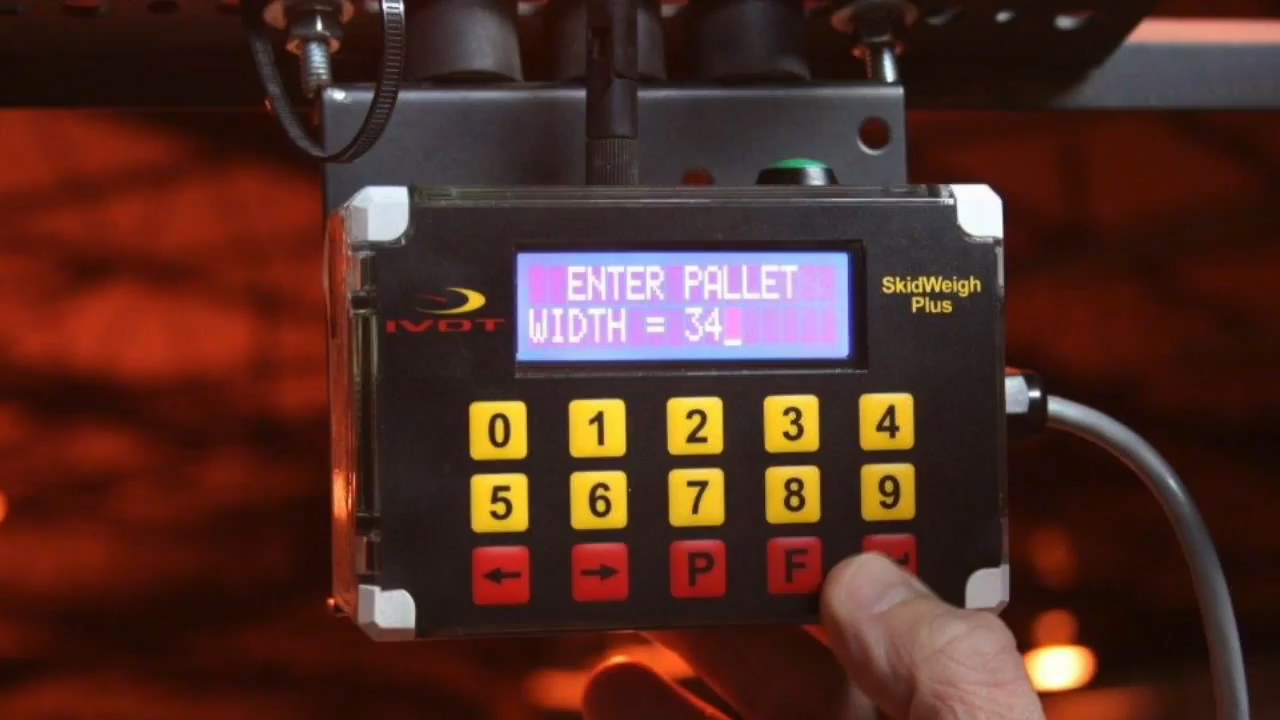 ENTER PALLET
WIDTH = 34_
IVDT
SkidWeigh
Plus
0 1 2 3 4
5 6 7 8 9
← → P F